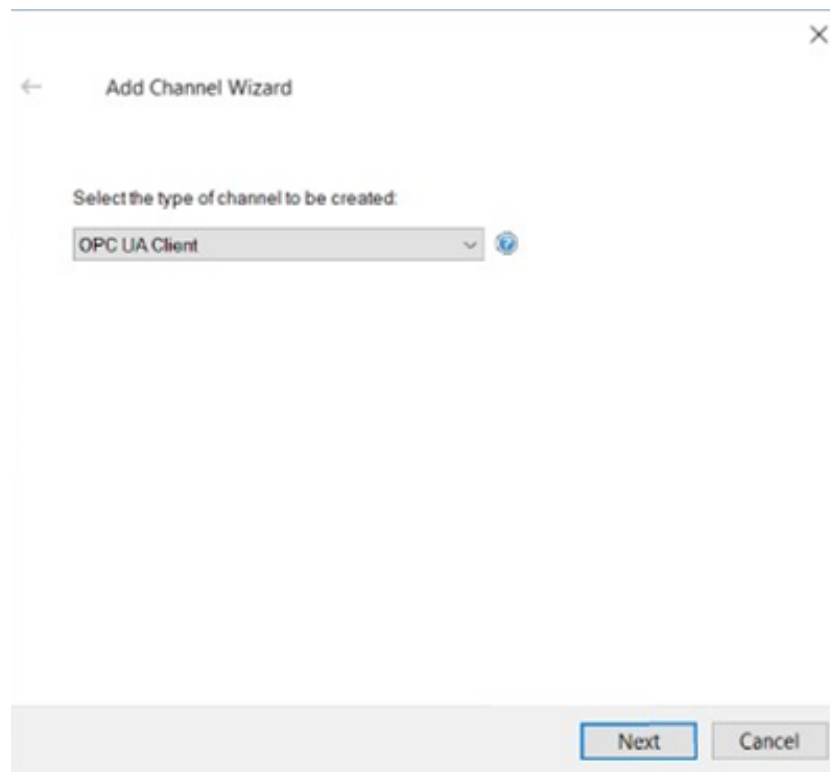 Add Channel Wizard
Select the type of channel to be created:
OPC UA Client
Next Cancel